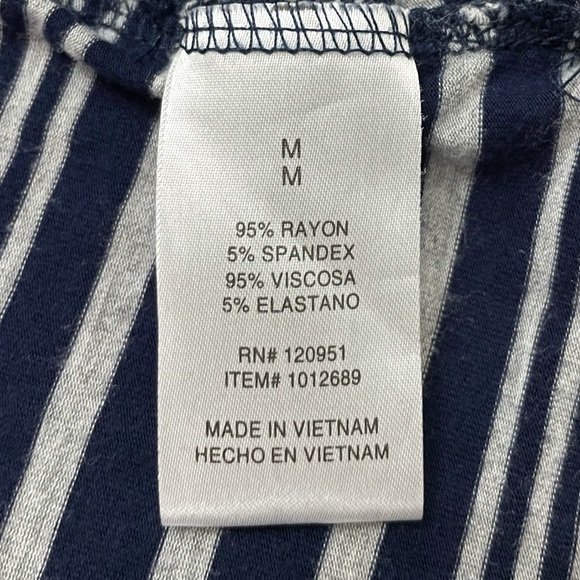 M
M
95% RAYON
5% SPANDEX
95% VISCOSA
5% ELASTANO
RN# 120951
ITEM# 1012689
MADE IN VIETNAM
HECHO EN VIETNAM